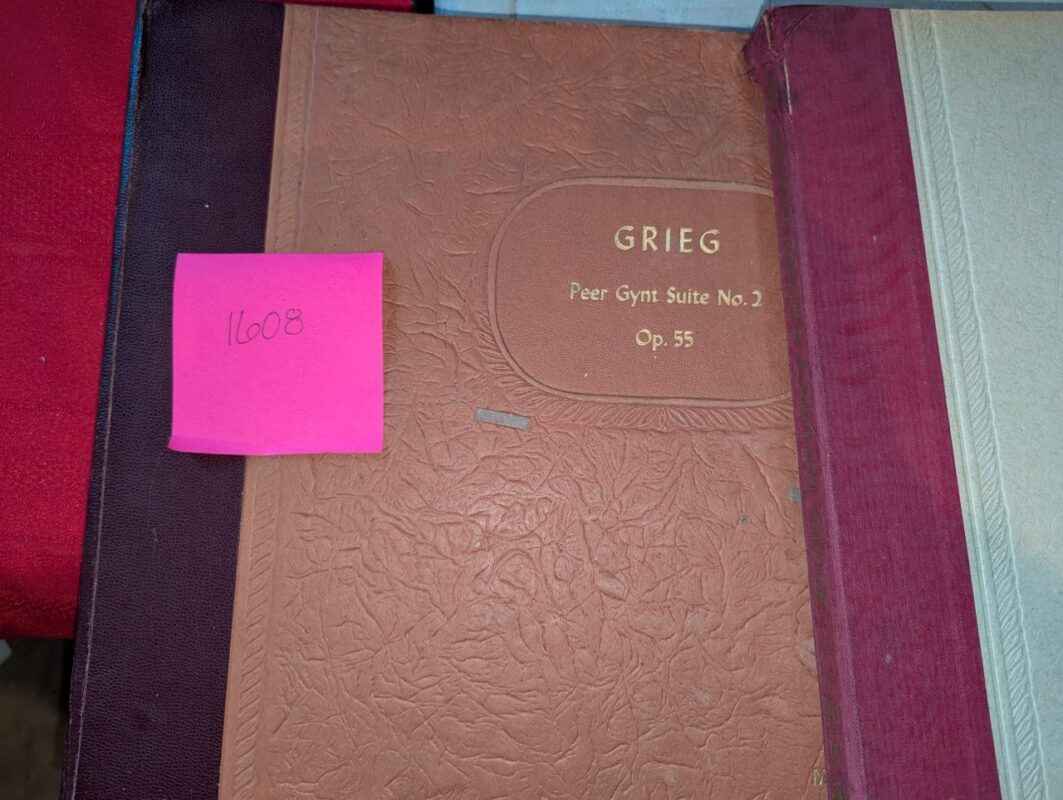 GRIEG
Peer Gynt Suite No. 2
Op. 55
1608
M